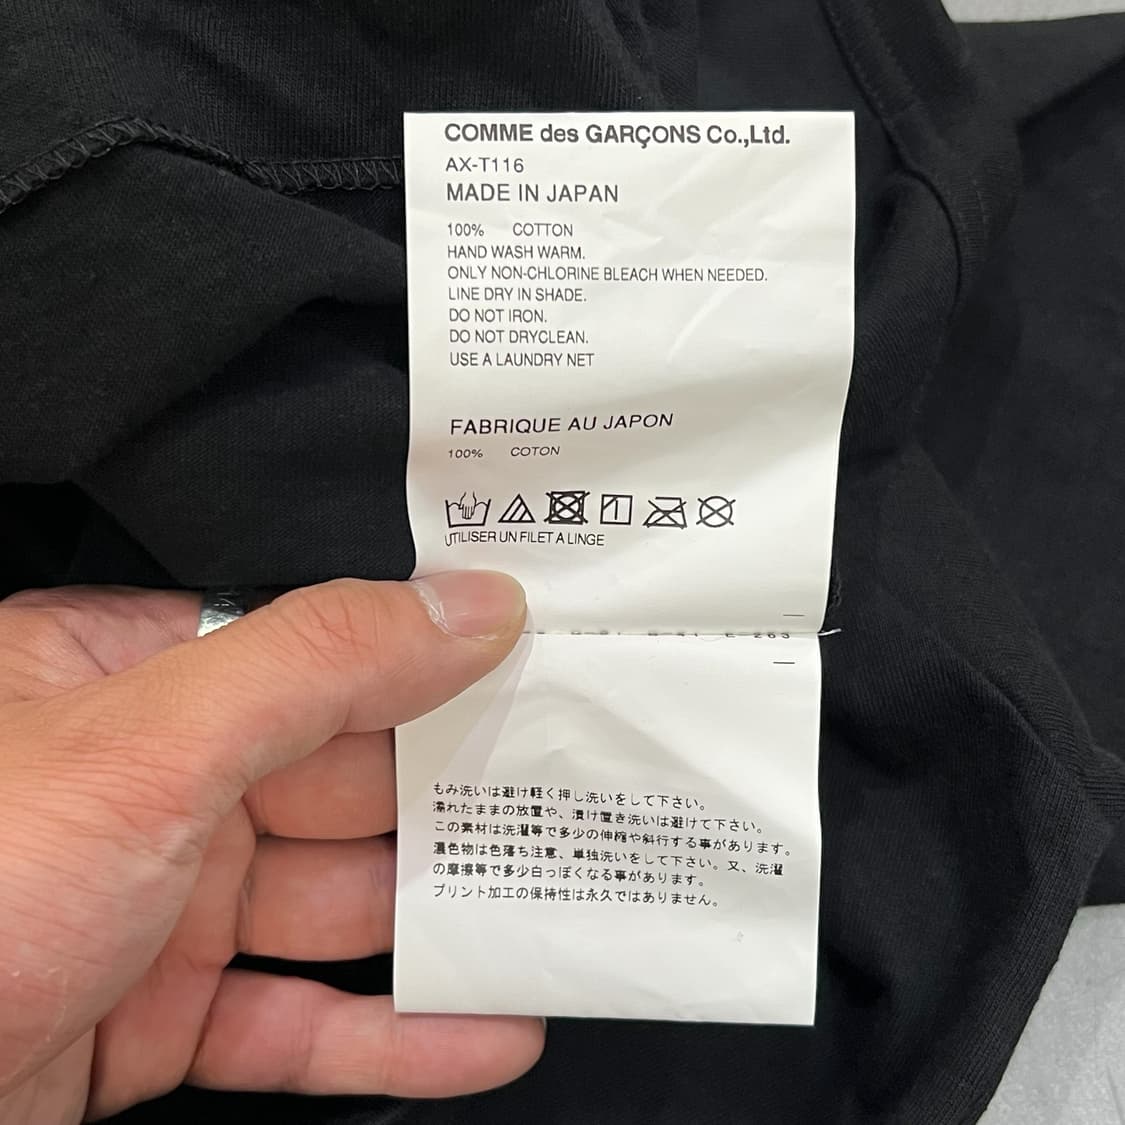 COMME des GARÇONS Co.,Ltd.
AX-T116
MADE IN JAPAN
100% COTTON
HAND WASH WARM.
ONLY NON-CHLORINE BLEACH WHEN NEEDED.
LINE DRY IN SHADE.
DO NOT IRON.
DO NOT DRYCLEAN.
USE A LAUNDRY NET
FABRIQUE AU JAPON
100% COTON
UTILISER UN FILET A LINGE
もみ洗いは避け軽く押し洗いをして下さい。
濡れたままの放置や、漬け置き洗いは避けて下さい。
この素材は洗濯等で多少の伸縮や斜行する事があります。
濃色物は色落ち注意、単独洗いをして下さい。又、洗濯
の摩擦等で多少白っぽくなる事があります。
プリント加工の保持性は永久ではありません。